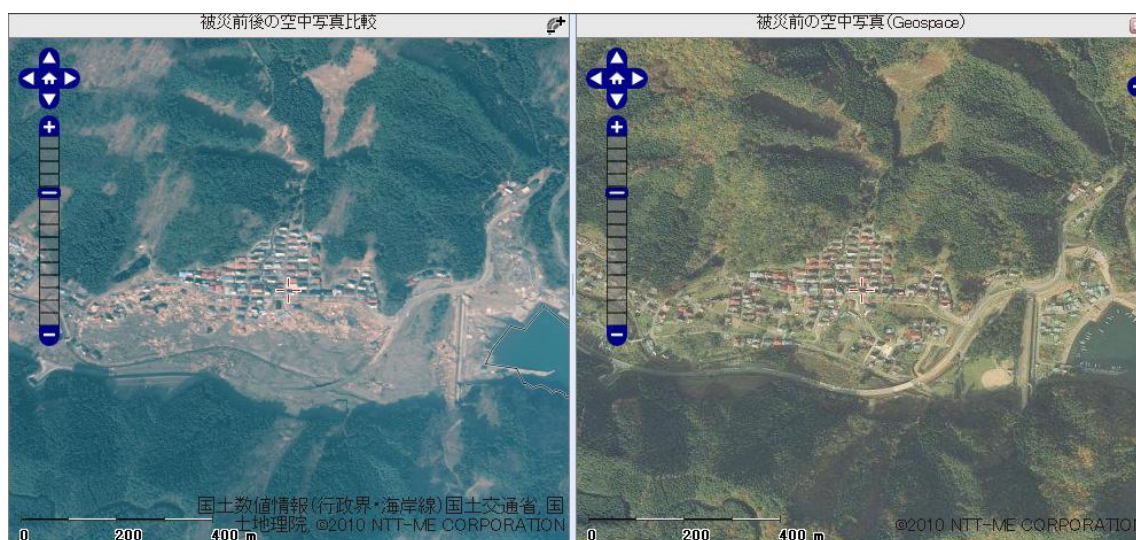 被災前後の空中写真比較
被災前の空中写真(Geospace)
国土数値情報(行政界・海岸線)国土交通省, 国
土地理院, ©2010 NTT-ME CORPORATION
0 200 400 m
©2010 NTT-ME CORPORATION
0 200 400 m